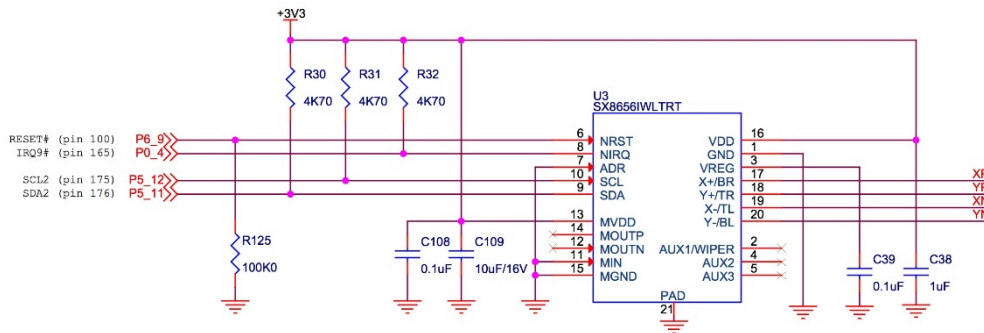 +3V3
R30
4K70
R31
4K70
R32
4K70
U3
SX8656IWLTRT
RESET# (pin 100) P6_9
IRQ9# (pin 165) P0_4
SCL2 (pin 175) P5_12
SDA2 (pin 176) P5_11
6 NRST
8 NIRQ
7 ADR
10 SCL
9 SDA
13 MVDD
14 MOUTP
12 MOUTN
11 MIN
15 MGND
VDD 16
GND 1
VREG 3
X+/BR 17
Y+/TR 18
X-/TL 19
Y-/BL 20
AUX1/WIPER 2
AUX2 4
AUX3 5
PAD
21
R125
100K0
C108
0.1uF
C109
10uF/16V
C39
0.1uF
C38
1uF